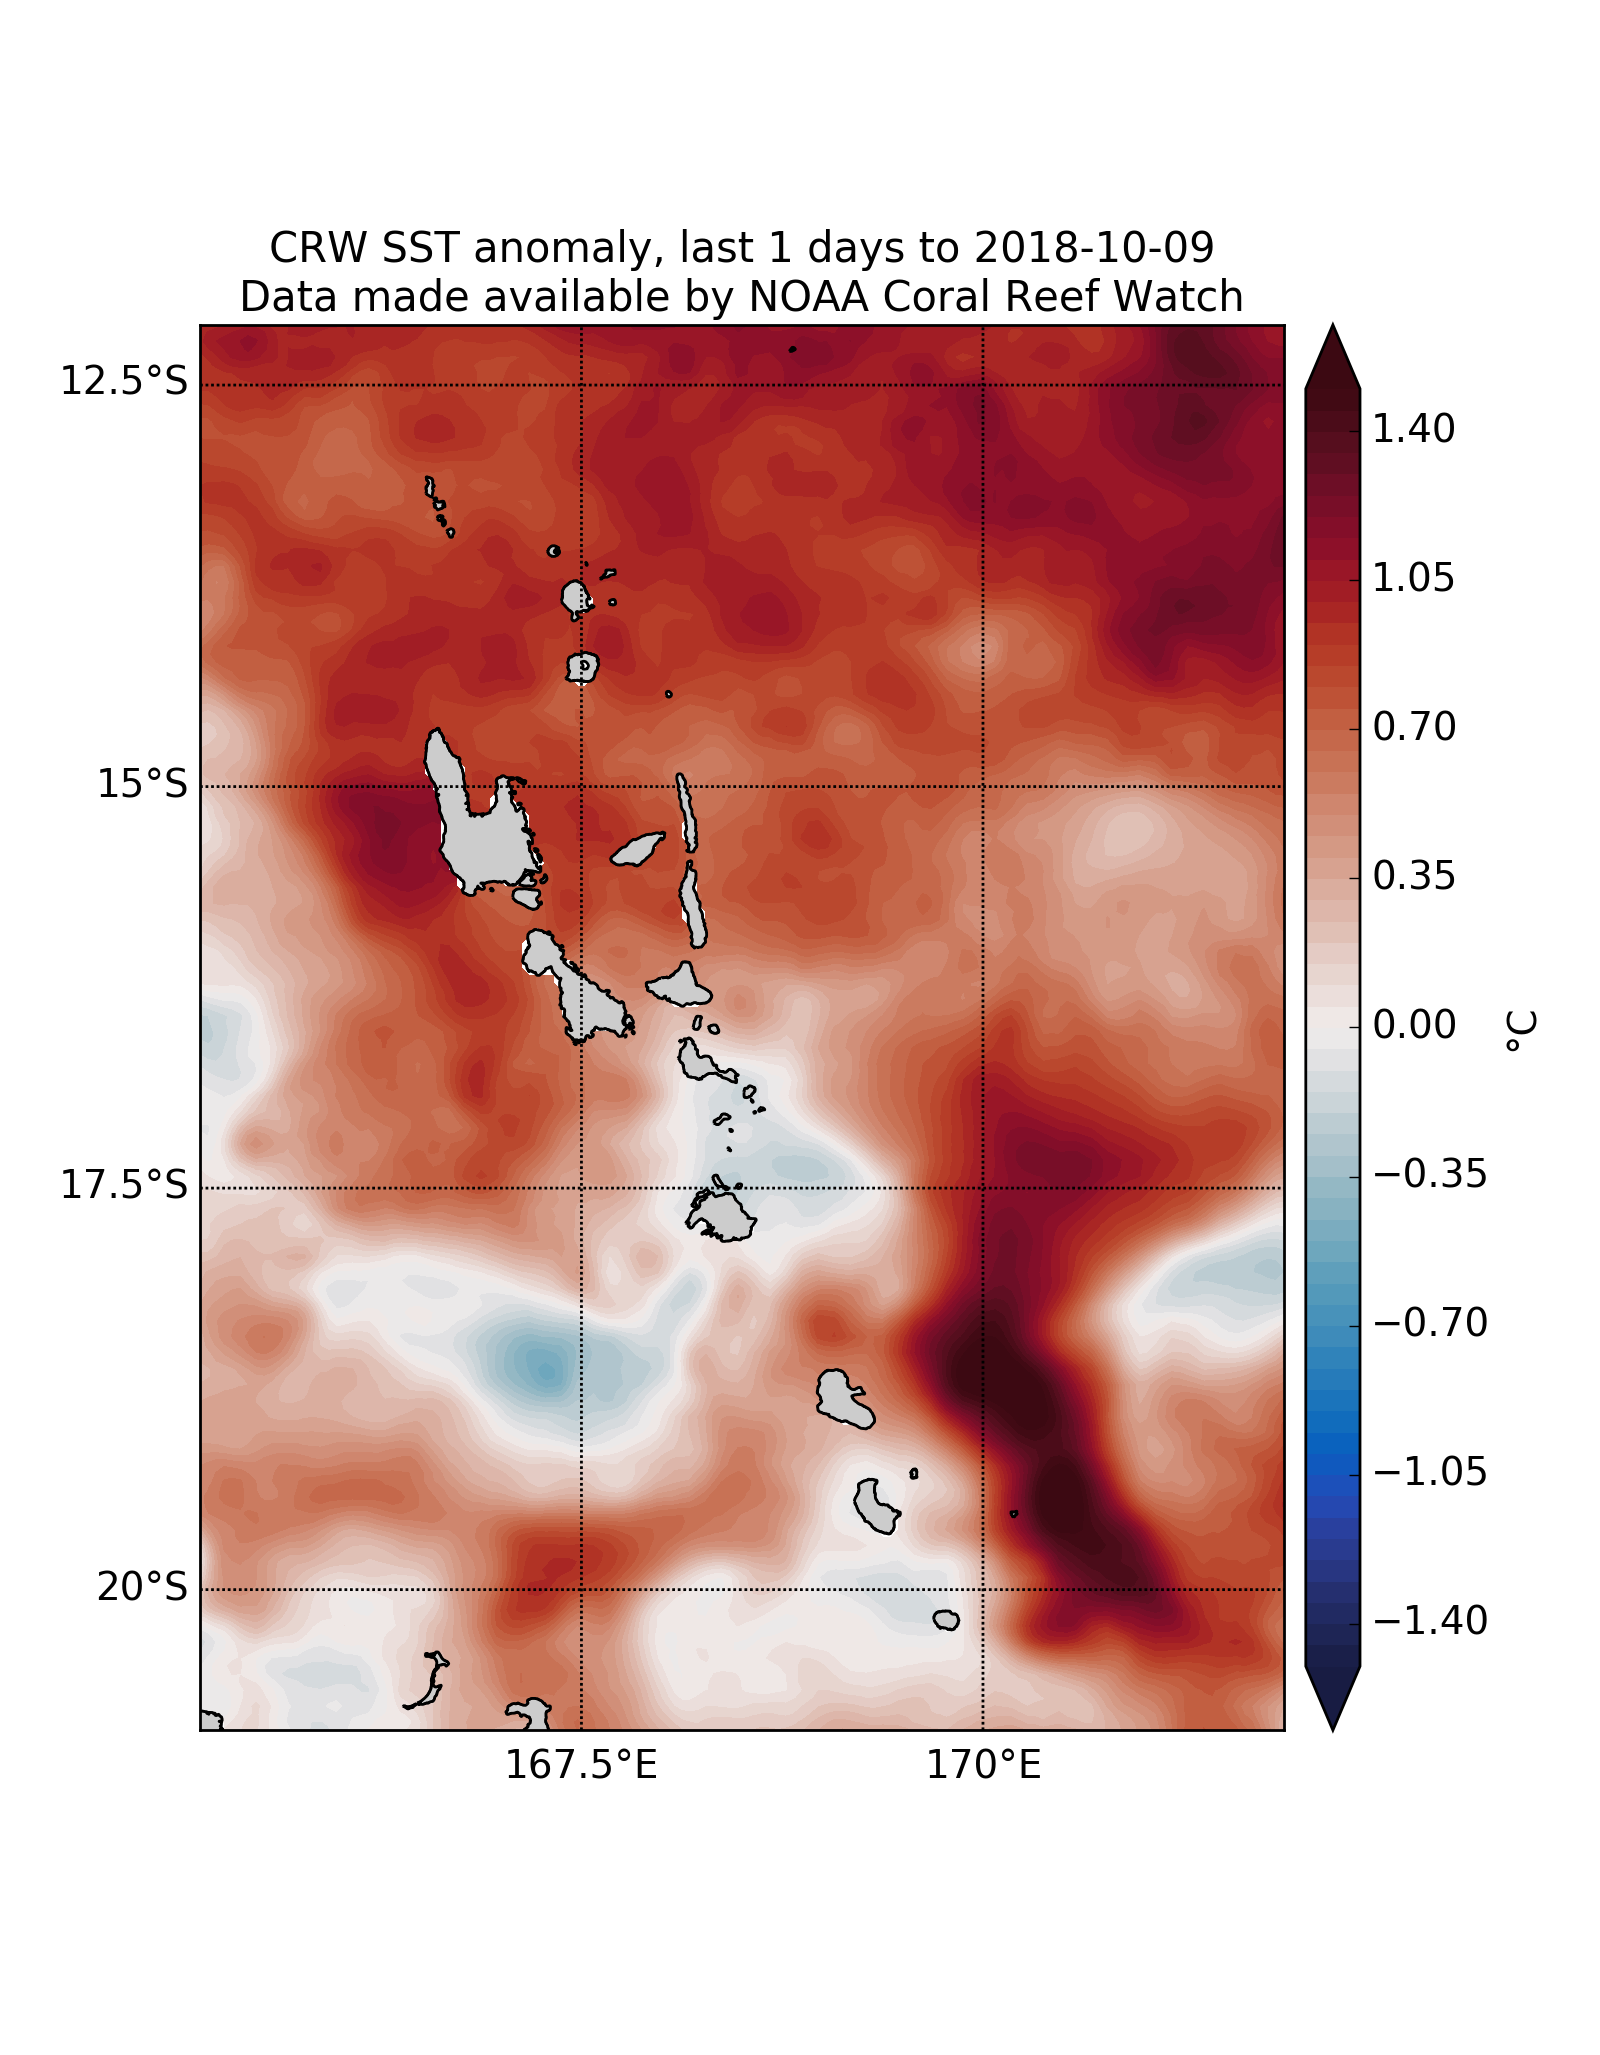 CRW SST anomaly, last 1 days to 2018-10-09
Data made available by NOAA Coral Reef Watch
12.5°S
15°S
17.5°S
20°S
167.5°E
170°E
1.40
1.05
0.70
0.35
0.00
−0.35
−0.70
−1.05
−1.40
°C